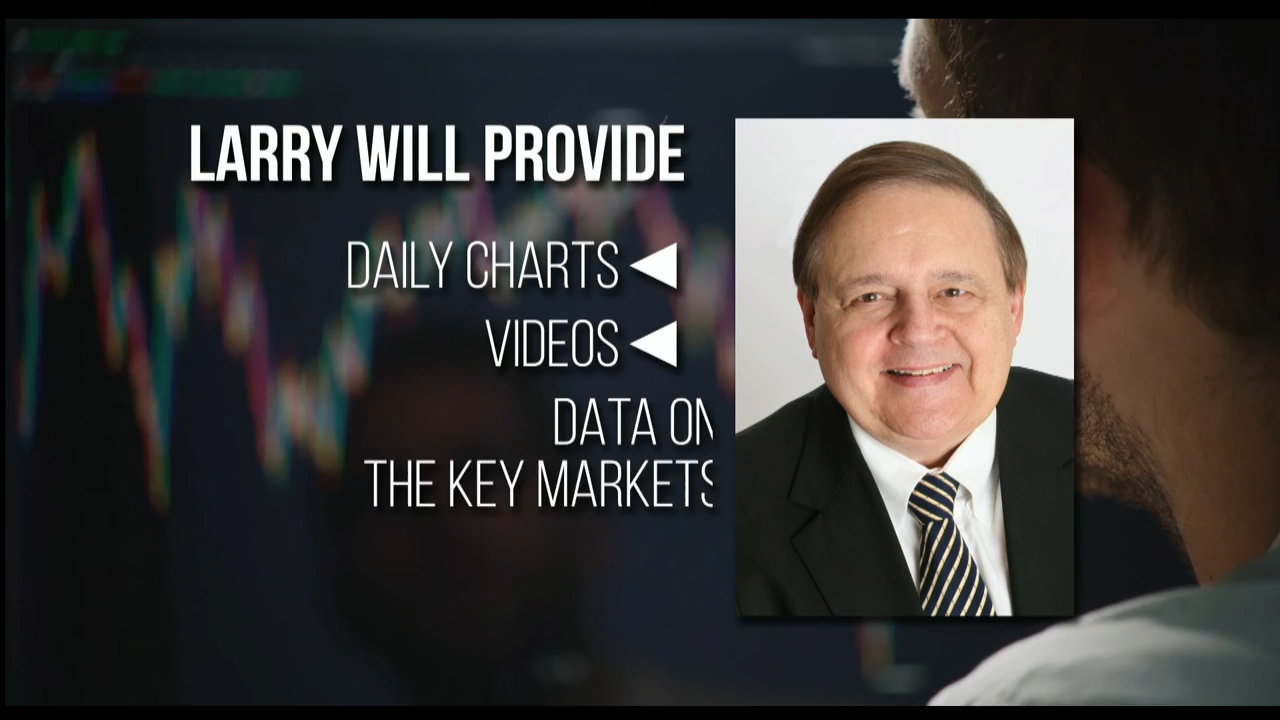 LARRY WILL PROVIDE
DAILY CHARTS
VIDEOS
DATA ON
THE KEY MARKETS